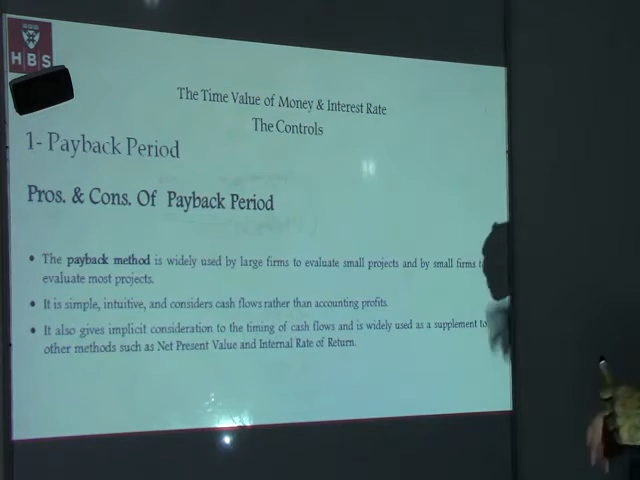 HBS
The Time Value of Money & Interest Rate
The Controls
1- Payback Period
Pros. & Cons. Of Payback Period
• The payback method is widely used by large firms to evaluate small projects and by small firms
evaluate most projects.
• It is simple, intuitive, and considers cash flows rather than accounting profits.
• It also gives implicit consideration to the timing of cash flows and is widely used as a supplement to
other methods such as Net Present Value and Internal Rate of Return.